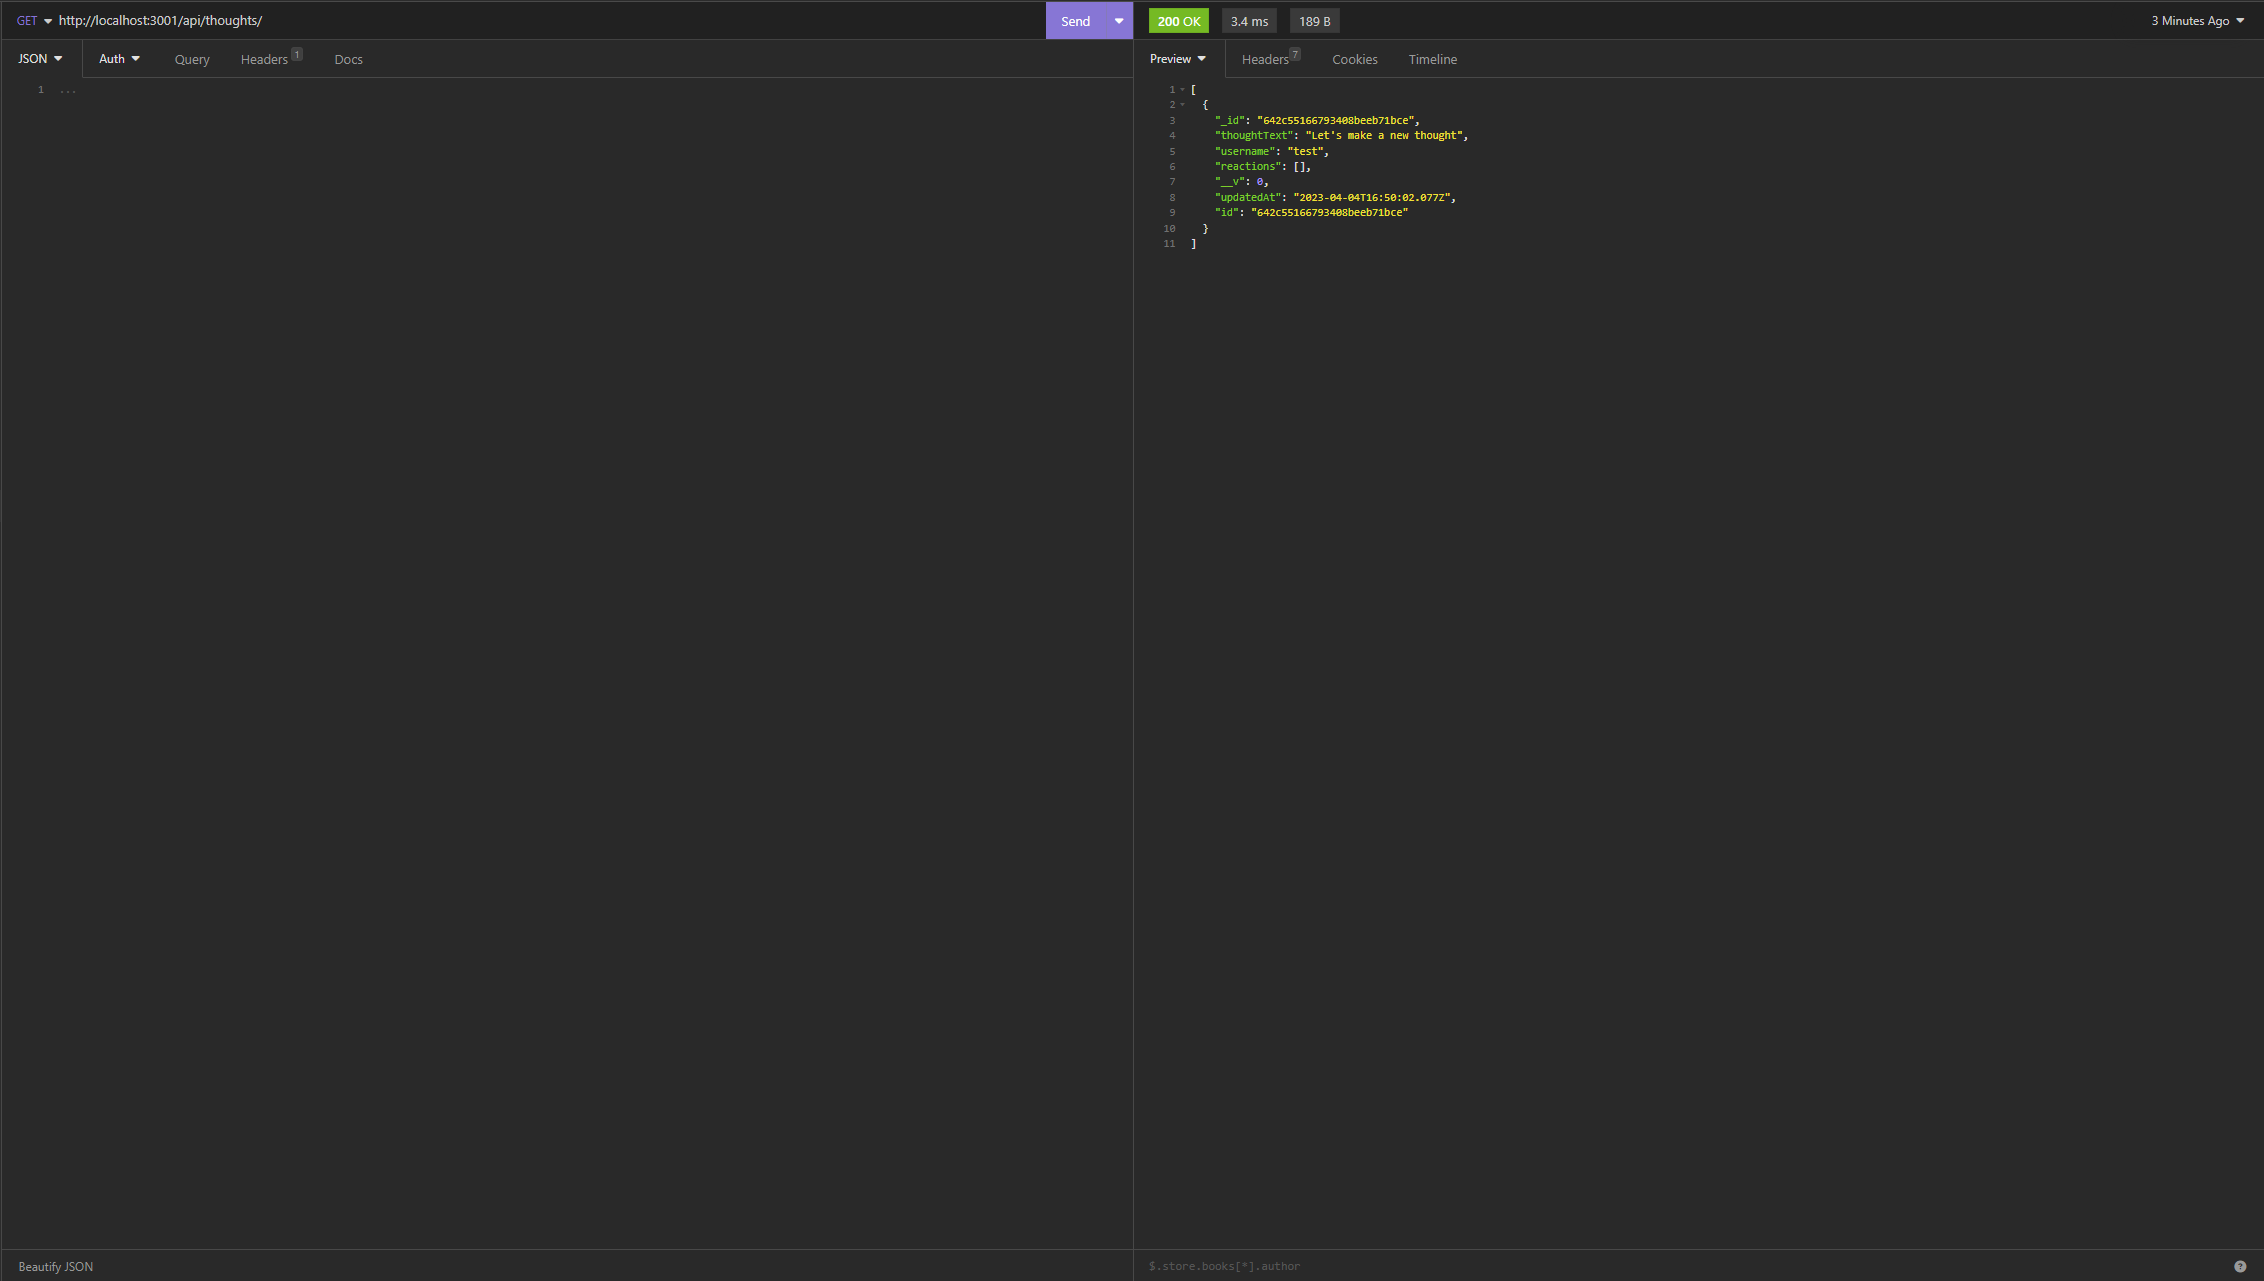 GET http://localhost:3001/api/thoughts/
Send
200 OK 3.4 ms 189 B
3 Minutes Ago
JSON Auth Query Headers 1 Docs
Preview Headers 7 Cookies Timeline
1 ...
1 [
2 {
3 "_id": "642c55166793408beeb71bce",
4 "thoughtText": "Let's make a new thought",
5 "username": "test",
6 "reactions": [],
7 "__v": 0,
8 "updatedAt": "2023-04-04T16:50:02.077Z",
9 "id": "642c55166793408beeb71bce"
10 }
11 ]
Beautify JSON
$.store.books[*].author
?